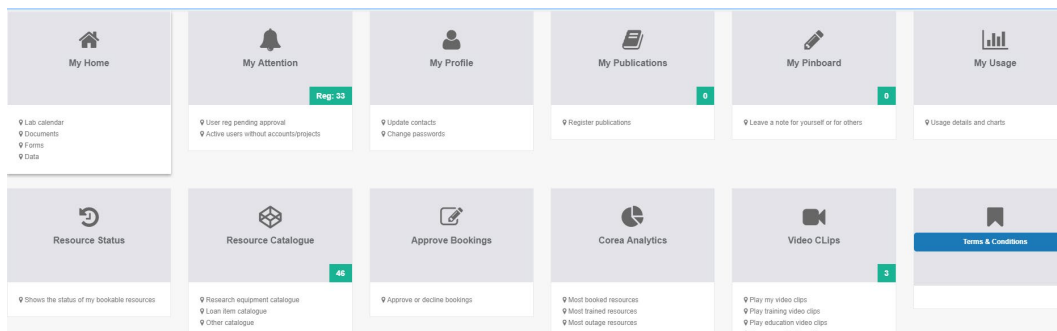 My Home
My Attention
My Profile
My Publications
My Pinboard
My Usage
Reg: 33
0
0
Lab calendar
Documents
Forms
Data
User reg pending approval
Active users without accounts/projects
Update contacts
Change passwords
Register publications
Leave a note for yourself or for others
Usage details and charts
Resource Status
Resource Catalogue
Approve Bookings
Corea Analytics
Video CLips
Terms & Conditions
46
3
Shows the status of my bookable resources
Research equipment catalogue
Loan item catalogue
Other catalogue
Approve or decline bookings
Most booked resources
Most trained resources
Most outage resources
Play my video clips
Play training video clips
Play education video clips